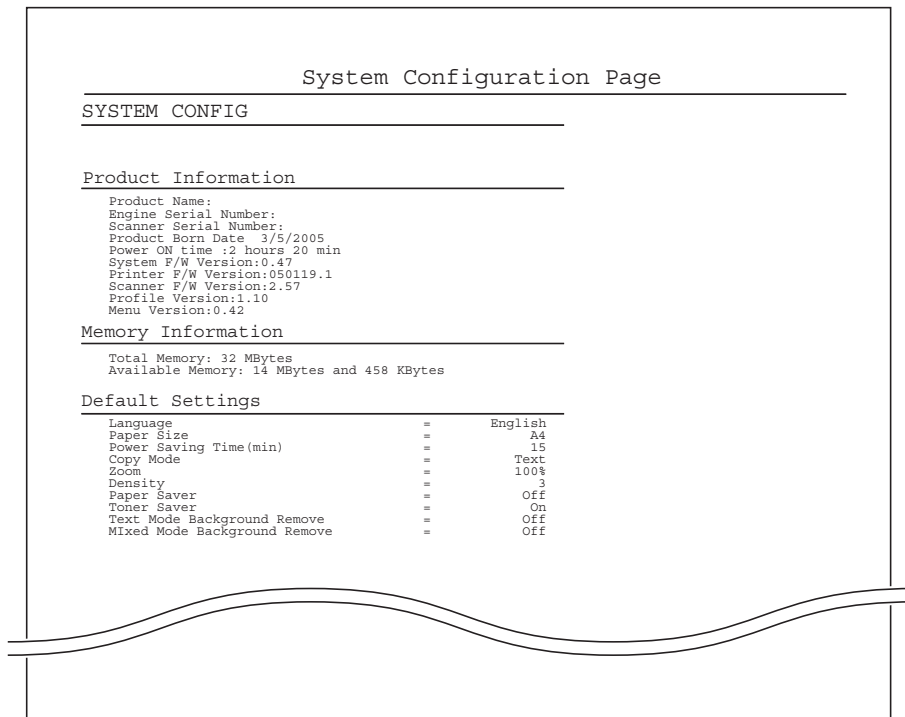 System Configuration Page
SYSTEM CONFIG
Product Information
Product Name:
Engine Serial Number:
Scanner Serial Number:
Product Born Date 3/5/2005
Power ON time :2 hours 20 min
System F/W Version:0.47
Printer F/W Version:050119.1
Scanner F/W Version:2.57
Profile Version:1.10
Menu Version:0.42
Memory Information
Total Memory: 32 MBytes
Available Memory: 14 MBytes and 458 KBytes
Default Settings
Language = English
Paper Size = A4
Power Saving Time(min) = 15
Copy Mode = Text
Zoom = 100%
Density = 3
Paper Saver = Off
Toner Saver = On
Text Mode Background Remove = Off
MIxed Mode Background Remove = Off